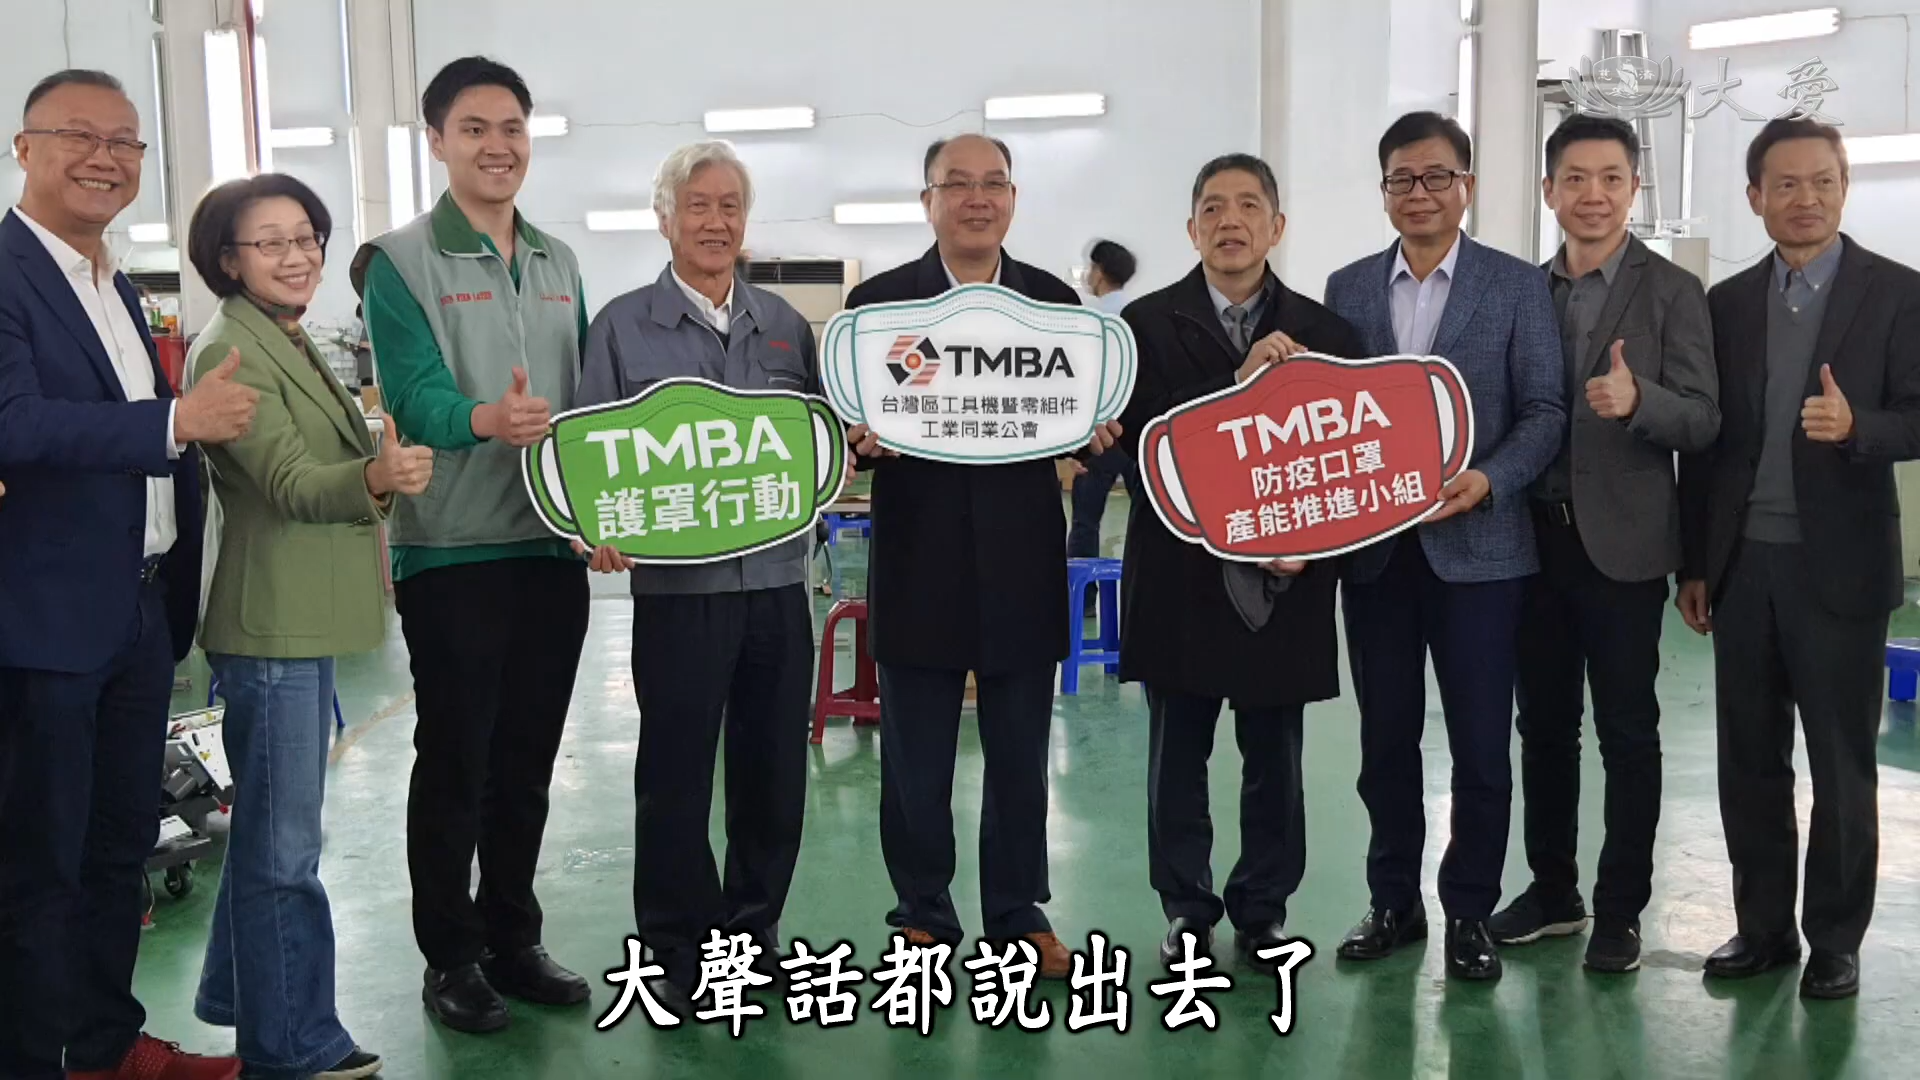 慈濟
大愛
TMBA
台灣區工具機暨零組件
工業同業公會
TMBA
護罩行動
TMBA
防疫口罩
產能推進小組
大聲話都說出去了